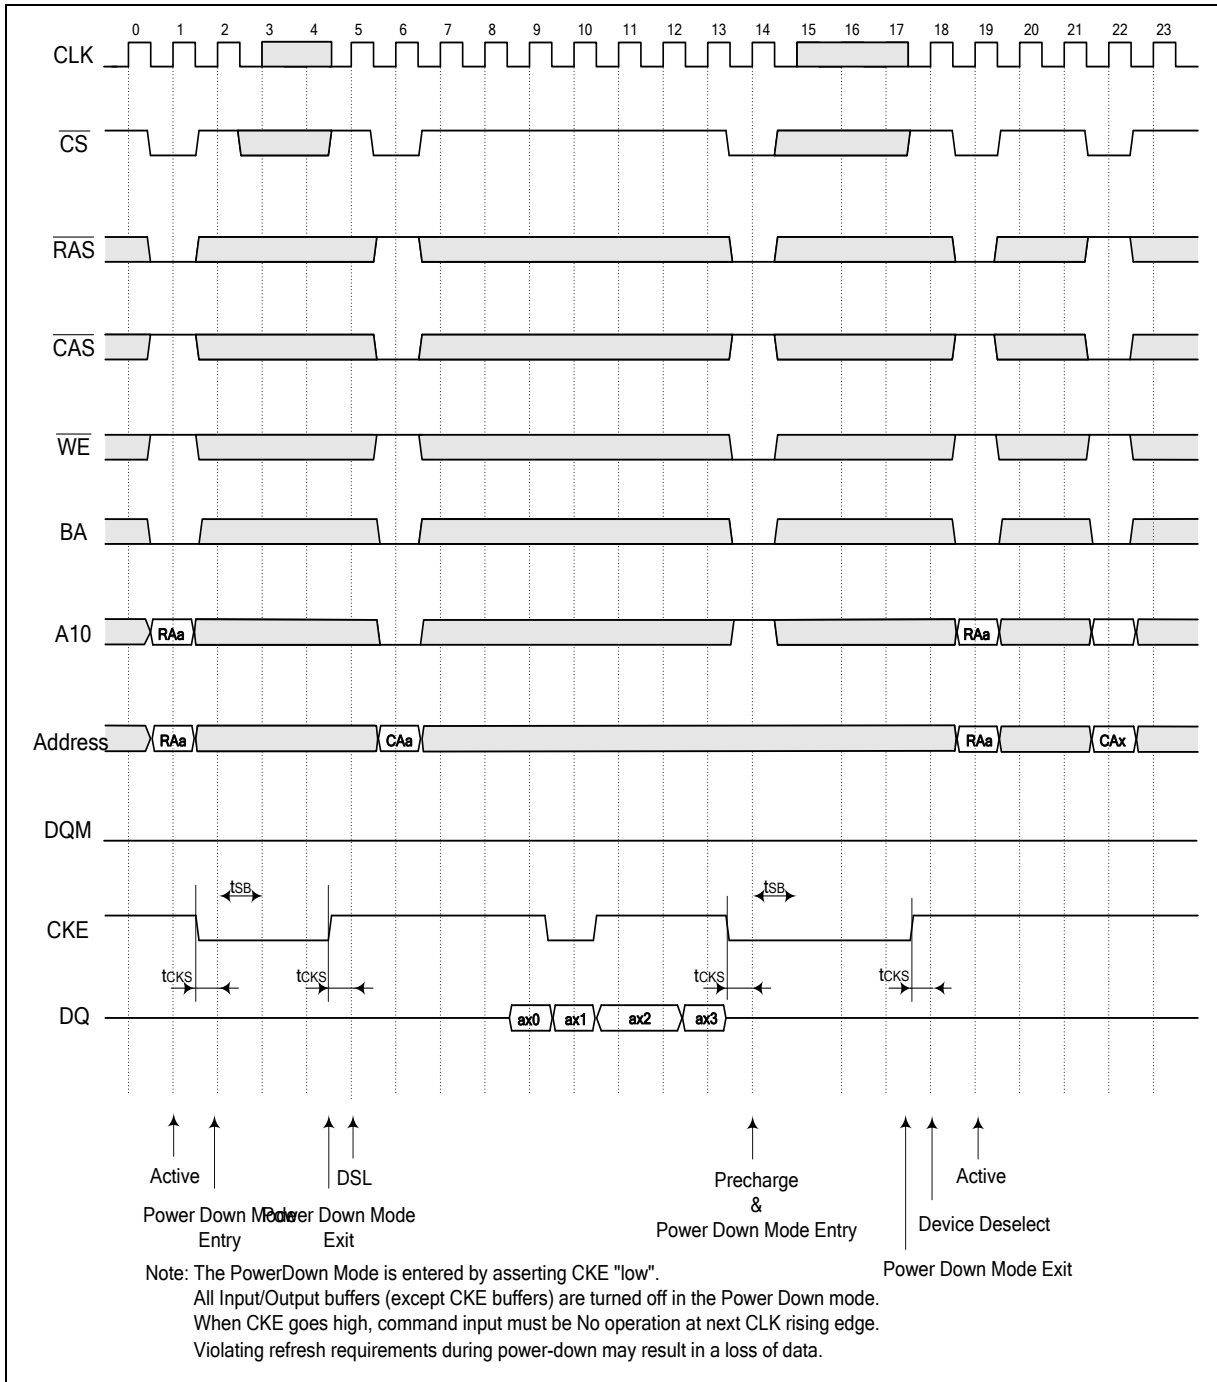 0 1 2 3 4 5 6 7 8 9 10 11 12 13 14 15 16 17 18 19 20 21 22 23
CLK
CS
RAS
CAS
WE
BA
A10 RAa RAa
Address RAa CAa RAa CAx
DQM
tSB tSB
CKE
tCKS tCKS tCKS tCKS
DQ ax0 ax1 ax2 ax3
Active DSL Precharge Active
&
Power Down Mode Power Down Mode Power Down Mode Entry Device Deselect
Entry Exit
Power Down Mode Exit
Note: The PowerDown Mode is entered by asserting CKE "low".
All Input/Output buffers (except CKE buffers) are turned off in the Power Down mode.
When CKE goes high, command input must be No operation at next CLK rising edge.
Violating refresh requirements during power-down may result in a loss of data.